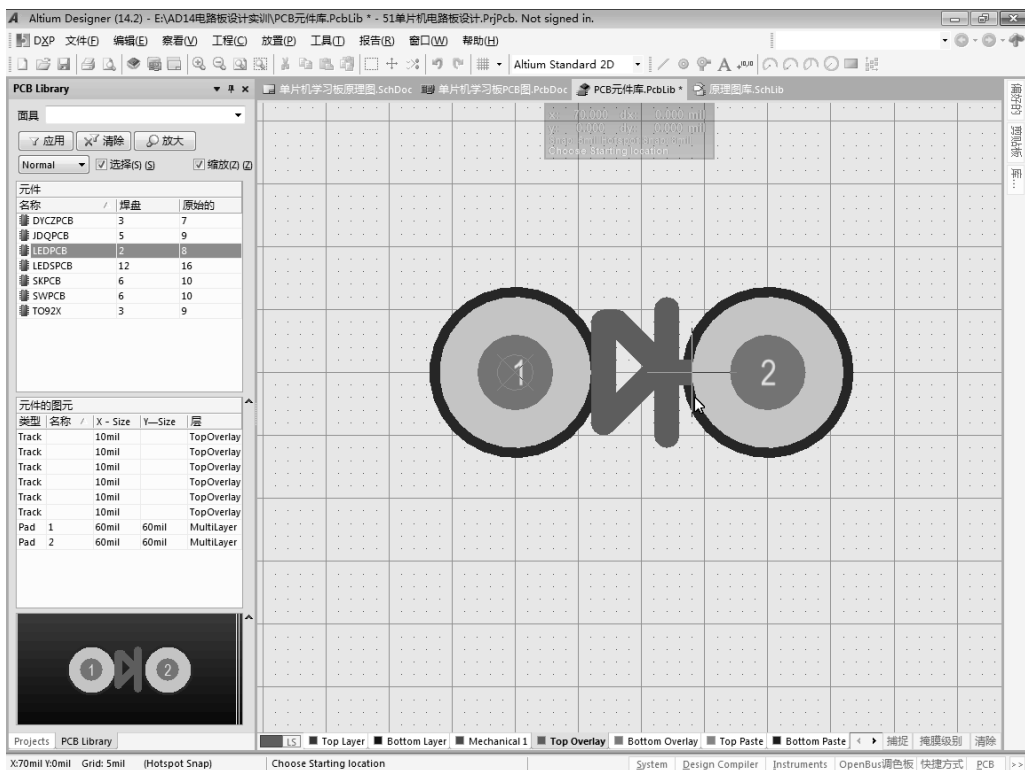 Altium Designer (14.2) - E:\AD14电路板设计实训\PCB元件库.PcbLib * - 51单片机电路板设计.PrjPcb. Not signed in.
DXP 文件(F) 编辑(E) 察看(V) 工程(C) 放置(P) 工具(T) 报告(R) 窗口(W) 帮助(H)
Altium Standard 2D
PCB Library
单片机学习板原理图.SchDoc 单片机学习板PCB图.PcbDoc PCB元件库.PcbLib * 原理图库.SchLib
面具
应用 清除 放大
Normal 选择(S) (S) 缩放(Z) (Z)
元件
名称 / 焊盘 原始的
DYCZPCB 3 7
JDQPCB 5 9
LEDPCB 2 8
LEDSPCB 12 16
SKPCB 6 10
SWPCB 6 10
TO92X 3 9
元件的图元
类型 名称 / X - Size Y—Size 层
Track 10mil TopOverlay
Track 10mil TopOverlay
Track 10mil TopOverlay
Track 10mil TopOverlay
Track 10mil TopOverlay
Track 10mil TopOverlay
Pad 1 60mil 60mil MultiLayer
Pad 2 60mil 60mil MultiLayer
1 2
Projects PCB Library
Choose Starting location
1 2
偏好的
剪贴板
库...
LS Top Layer Bottom Layer Mechanical 1 Top Overlay Bottom Overlay Top Paste Bottom Paste 捕捉 掩膜级别 清除
X:70mil Y:0mil Grid: 5mil (Hotspot Snap) Choose Starting location System Design Compiler Instruments OpenBus调色板 快捷方式 PCB >>